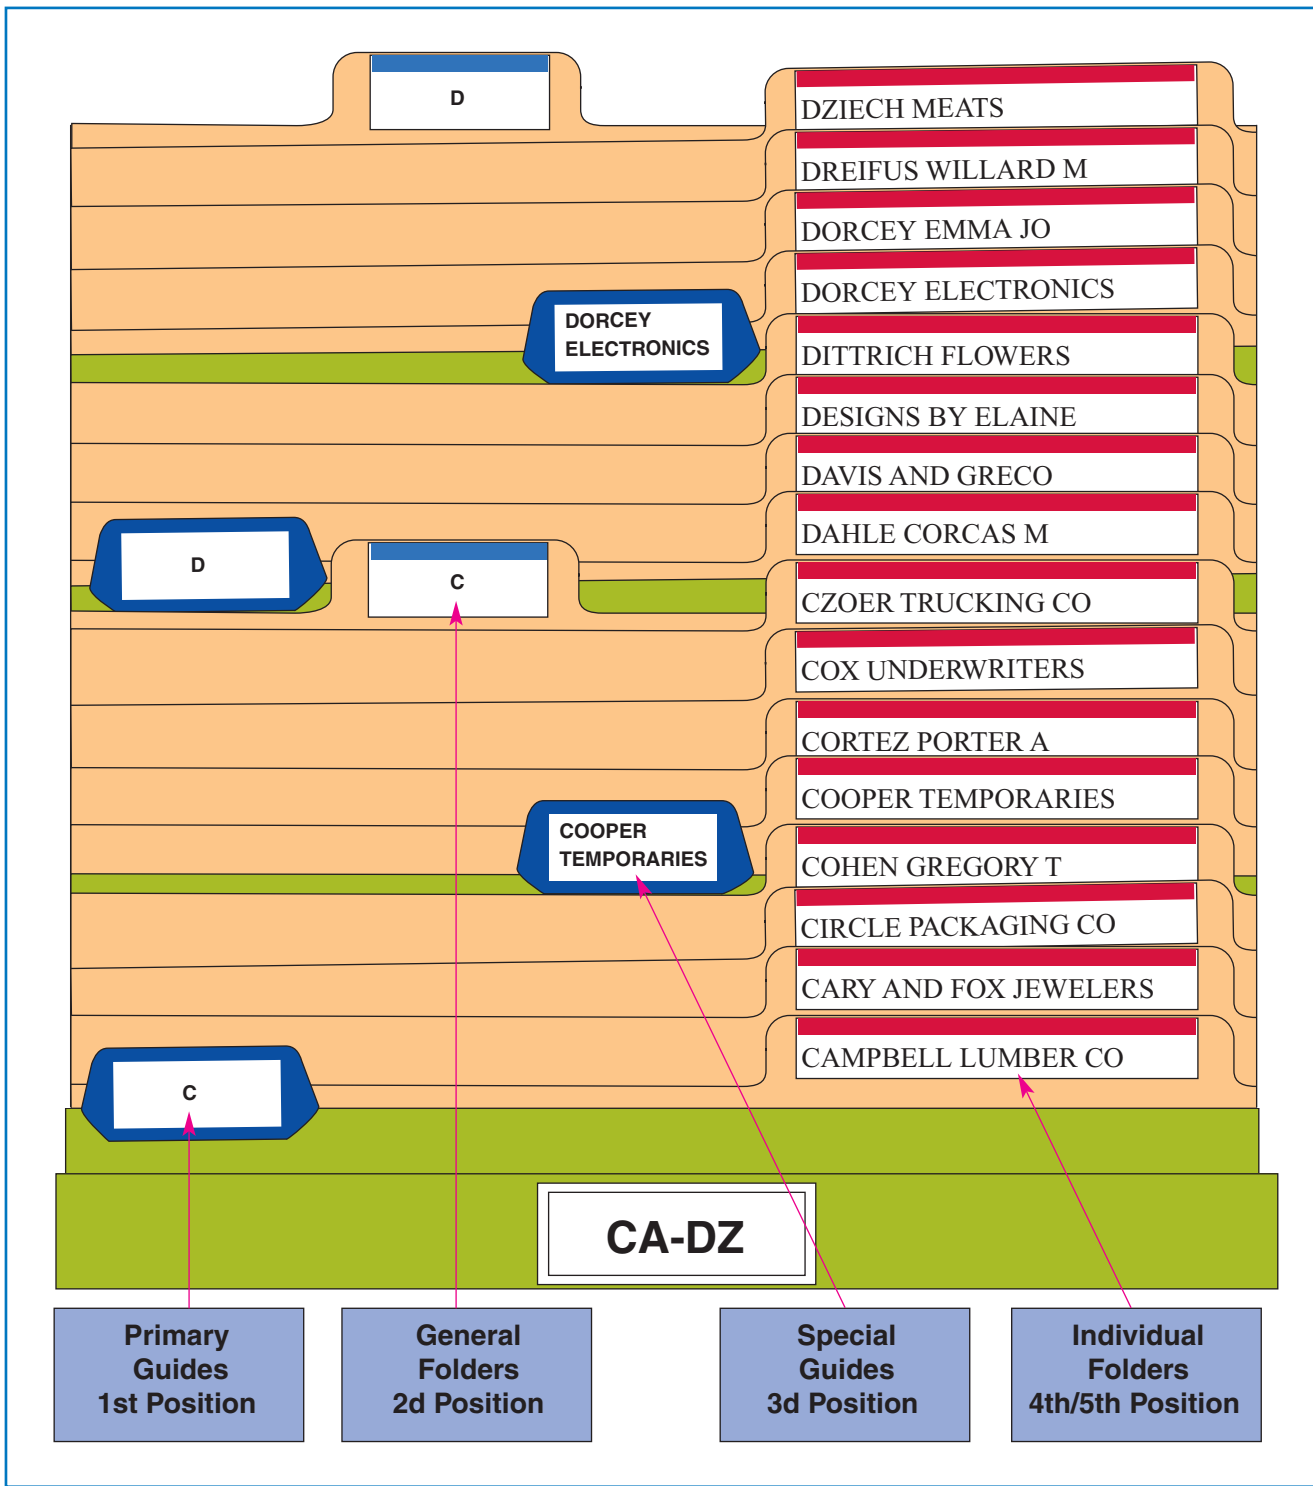 D
DZIECH MEATS
DREIFUS WILLARD M
DORCEY EMMA JO
DORCEY ELECTRONICS
DORCEY
ELECTRONICS
DITTRICH FLOWERS
DESIGNS BY ELAINE
DAVIS AND GRECO
DAHLE CORCAS M
D
C
CZOER TRUCKING CO
COX UNDERWRITERS
CORTEZ PORTER A
COOPER TEMPORARIES
COOPER
TEMPORARIES
COHEN GREGORY T
CIRCLE PACKAGING CO
CARY AND FOX JEWELERS
CAMPBELL LUMBER CO
C
CA-DZ
Primary
Guides
1st Position
General
Folders
2d Position
Special
Guides
3d Position
Individual
Folders
4th/5th Position